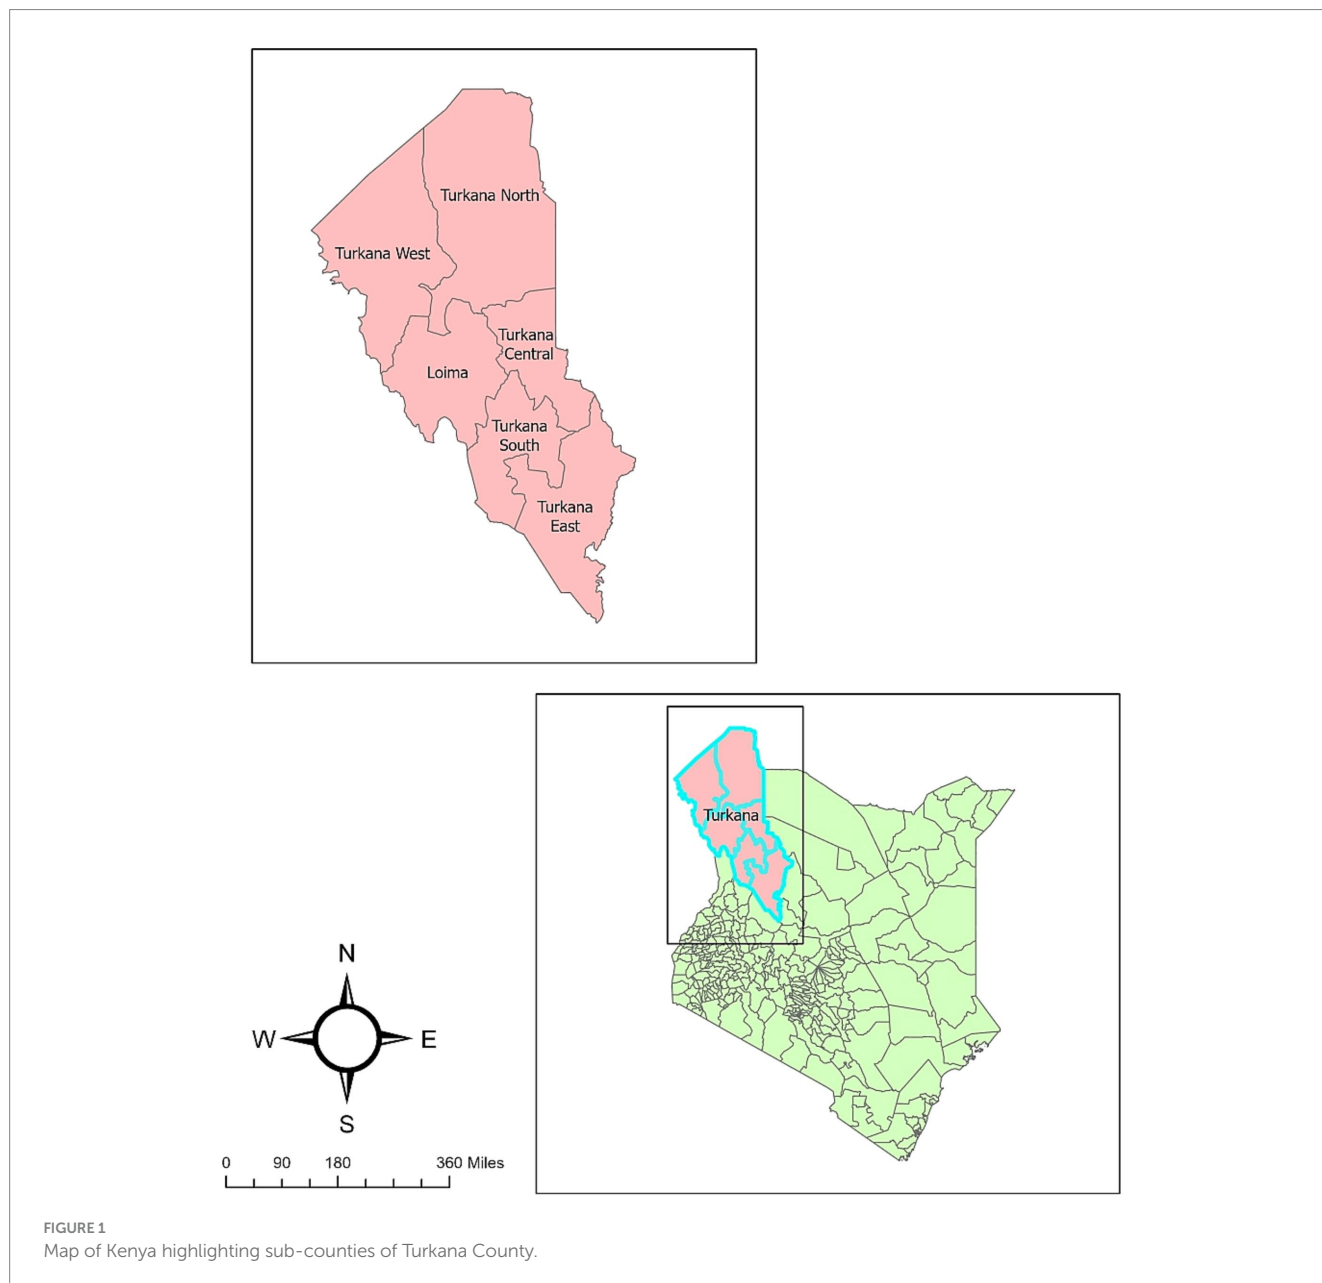 Turkana North
Turkana West
Turkana
Central
Loima
Turkana
South
Turkana
East
Turkana
N
W E
S
0 90 180 360 Miles
FIGURE 1
Map of Kenya highlighting sub-counties of Turkana County.